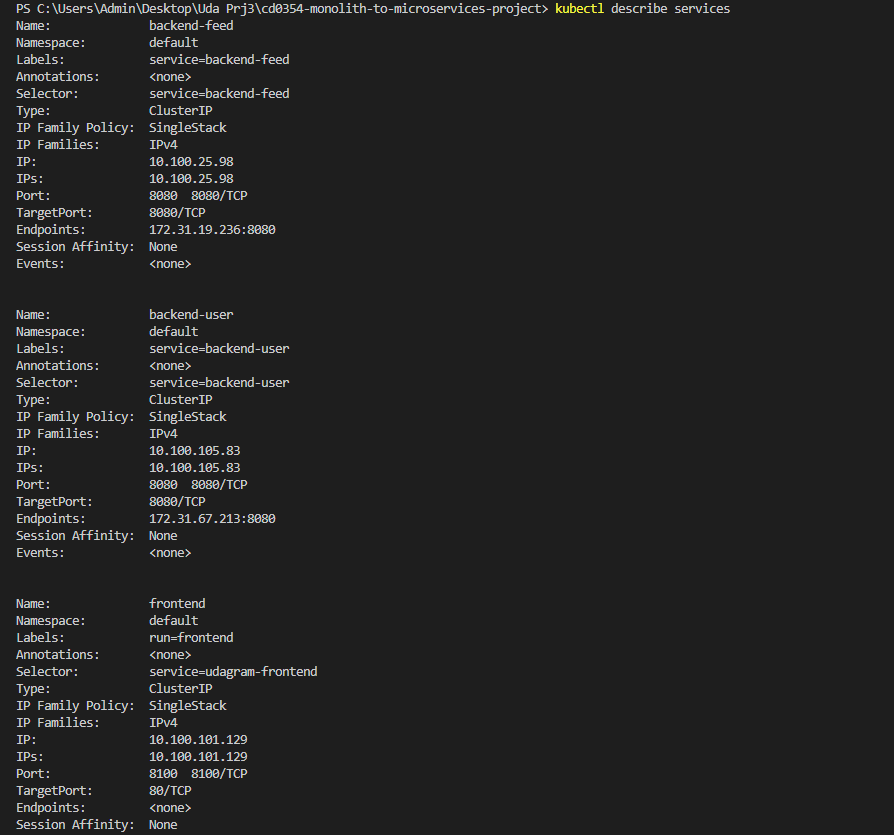 PS C:\Users\Admin\Desktop\Uda Prj3\cd0354-monolith-to-microservices-project> kubectl describe services
Name:              backend-feed
Namespace:         default
Labels:            service=backend-feed
Annotations:       <none>
Selector:          service=backend-feed
Type:              ClusterIP
IP Family Policy:  SingleStack
IP Families:       IPv4
IP:                10.100.25.98
IPs:               10.100.25.98
Port:              8080  8080/TCP
TargetPort:        8080/TCP
Endpoints:         172.31.19.236:8080
Session Affinity:  None
Events:            <none>
Name:              backend-user
Namespace:         default
Labels:            service=backend-user
Annotations:       <none>
Selector:          service=backend-user
Type:              ClusterIP
IP Family Policy:  SingleStack
IP Families:       IPv4
IP:                10.100.105.83
IPs:               10.100.105.83
Port:              8080  8080/TCP
TargetPort:        8080/TCP
Endpoints:         172.31.67.213:8080
Session Affinity:  None
Events:            <none>
Name:              frontend
Namespace:         default
Labels:            run=frontend
Annotations:       <none>
Selector:          service=udagram-frontend
Type:              ClusterIP
IP Family Policy:  SingleStack
IP Families:       IPv4
IP:                10.100.101.129
IPs:               10.100.101.129
Port:              8100  8100/TCP
TargetPort:        80/TCP
Endpoints:         <none>
Session Affinity:  None